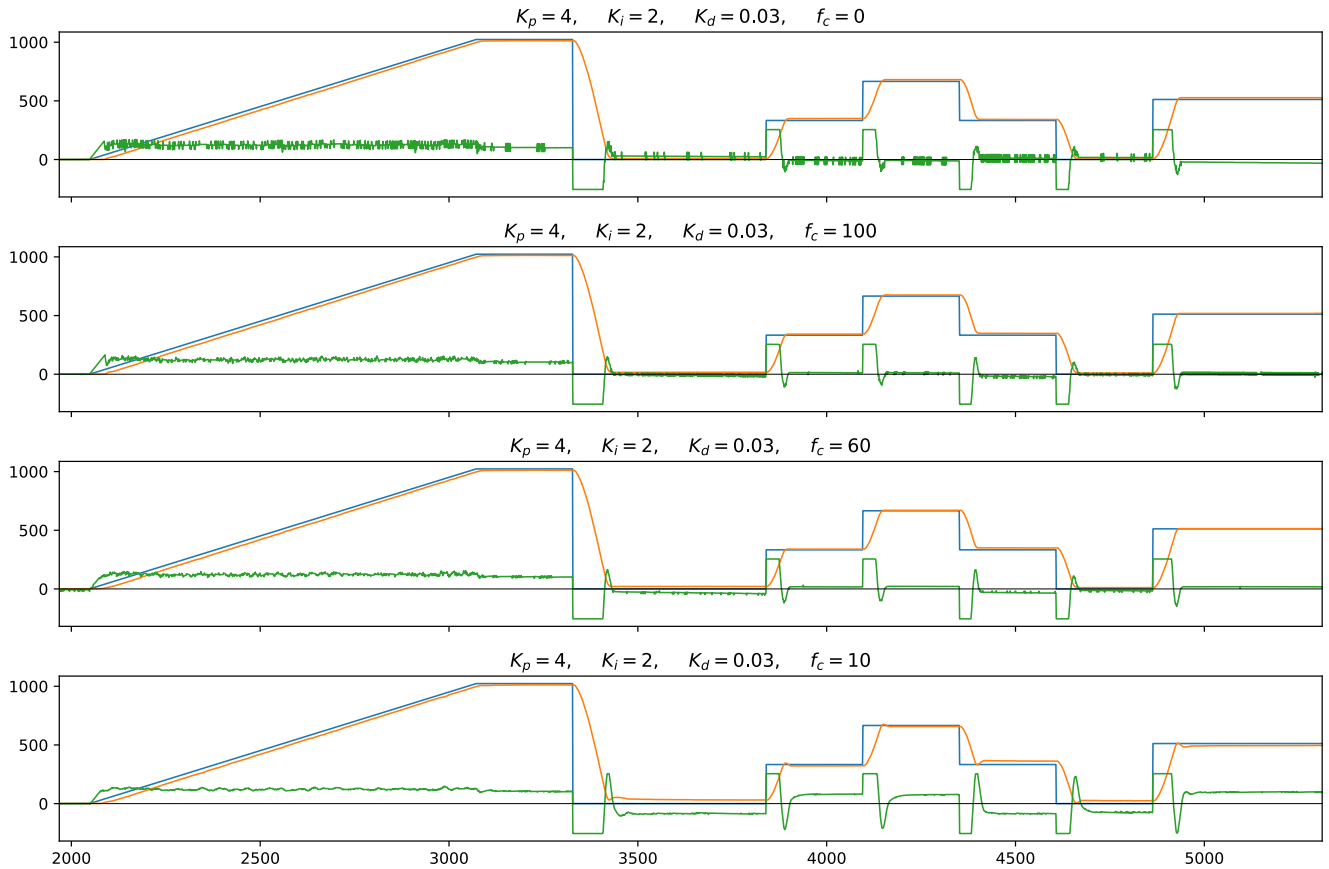 K_p = 4, K_i = 2, K_d = 0.03, f_c = 0
1000
500
0
K_p = 4, K_i = 2, K_d = 0.03, f_c = 100
1000
500
0
K_p = 4, K_i = 2, K_d = 0.03, f_c = 60
1000
500
0
K_p = 4, K_i = 2, K_d = 0.03, f_c = 10
1000
500
0
2000 2500 3000 3500 4000 4500 5000